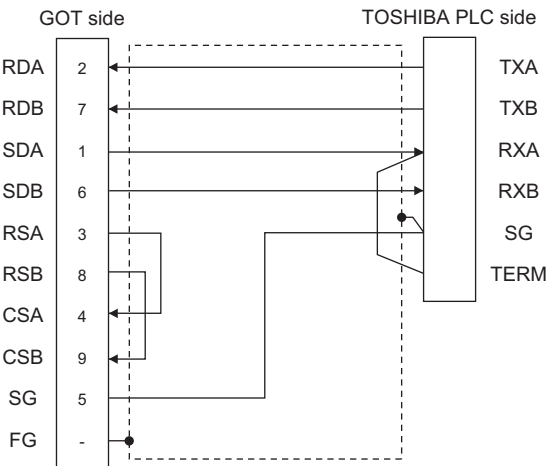 GOT side TOSHIBA PLC side
RDA 2 TXA
RDB 7 TXB
SDA 1 RXA
SDB 6 RXB
RSA 3 SG
RSB 8 TERM
CSA 4
CSB 9
SG 5
FG -